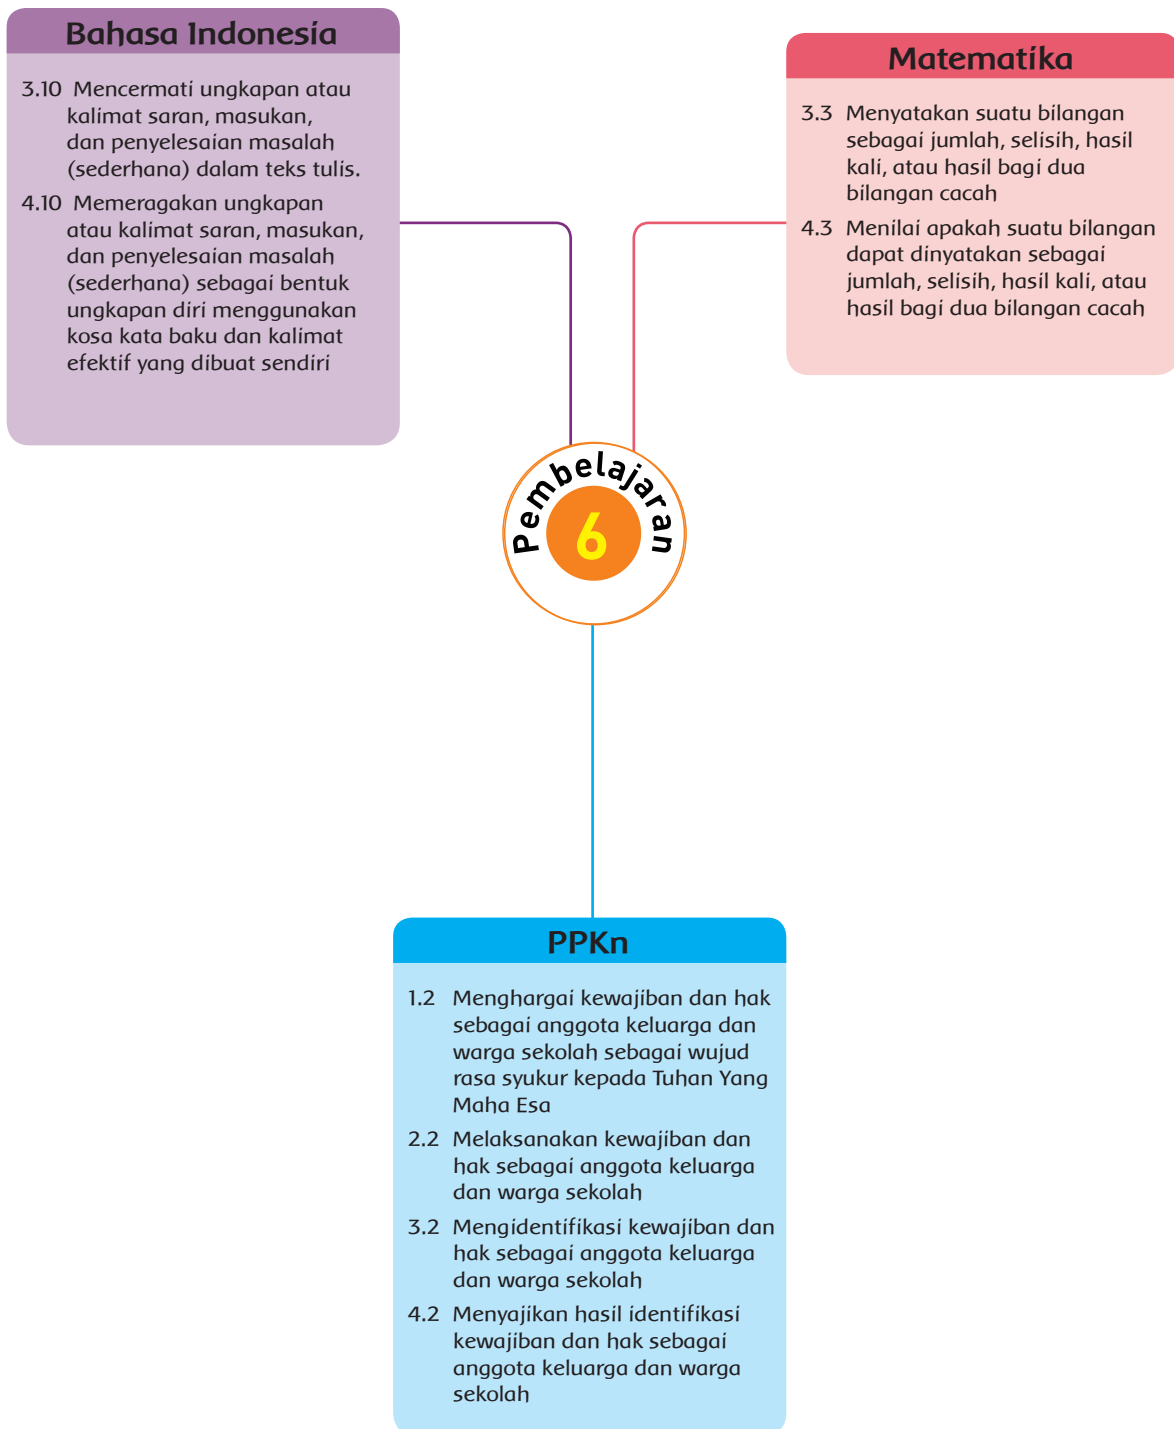 Bahasa Indonesia
3.10 Mencermati ungkapan atau
kalimat saran, masukan,
dan penyelesaian masalah
(sederhana) dalam teks tulis.
4.10 Memeragakan ungkapan
atau kalimat saran, masukan,
dan penyelesaian masalah
(sederhana) sebagai bentuk
ungkapan diri menggunakan
kosa kata baku dan kalimat
efektif yang dibuat sendiri
Matematika
3.3 Menyatakan suatu bilangan
sebagai jumlah, selisih, hasil
kali, atau hasil bagi dua
bilangan cacah
4.3 Menilai apakah suatu bilangan
dapat dinyatakan sebagai
jumlah, selisih, hasil kali, atau
hasil bagi dua bilangan cacah
Pembelajaran
6
PPKn
1.2 Menghargai kewajiban dan hak
sebagai anggota keluarga dan
warga sekolah sebagai wujud
rasa syukur kepada Tuhan Yang
Maha Esa
2.2 Melaksanakan kewajiban dan
hak sebagai anggota keluarga
dan warga sekolah
3.2 Mengidentifikasi kewajiban dan
hak sebagai anggota keluarga
dan warga sekolah
4.2 Menyajikan hasil identifikasi
kewajiban dan hak sebagai
anggota keluarga dan warga
sekolah